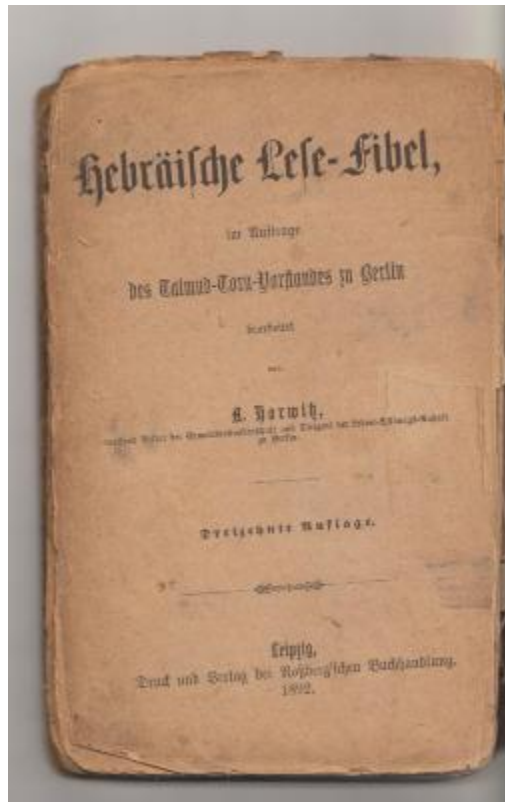 Hebräische Lese-Fibel,
im Auftrage
des Talmud-Tora-Vorstandes zu Berlin
bearbeitet
von
A. Horwitz,
zu Berlin
Dreizehnte Auflage.
Leipzig,
Druck und Verlag der Roßberg'schen Buchhandlung.
1892.